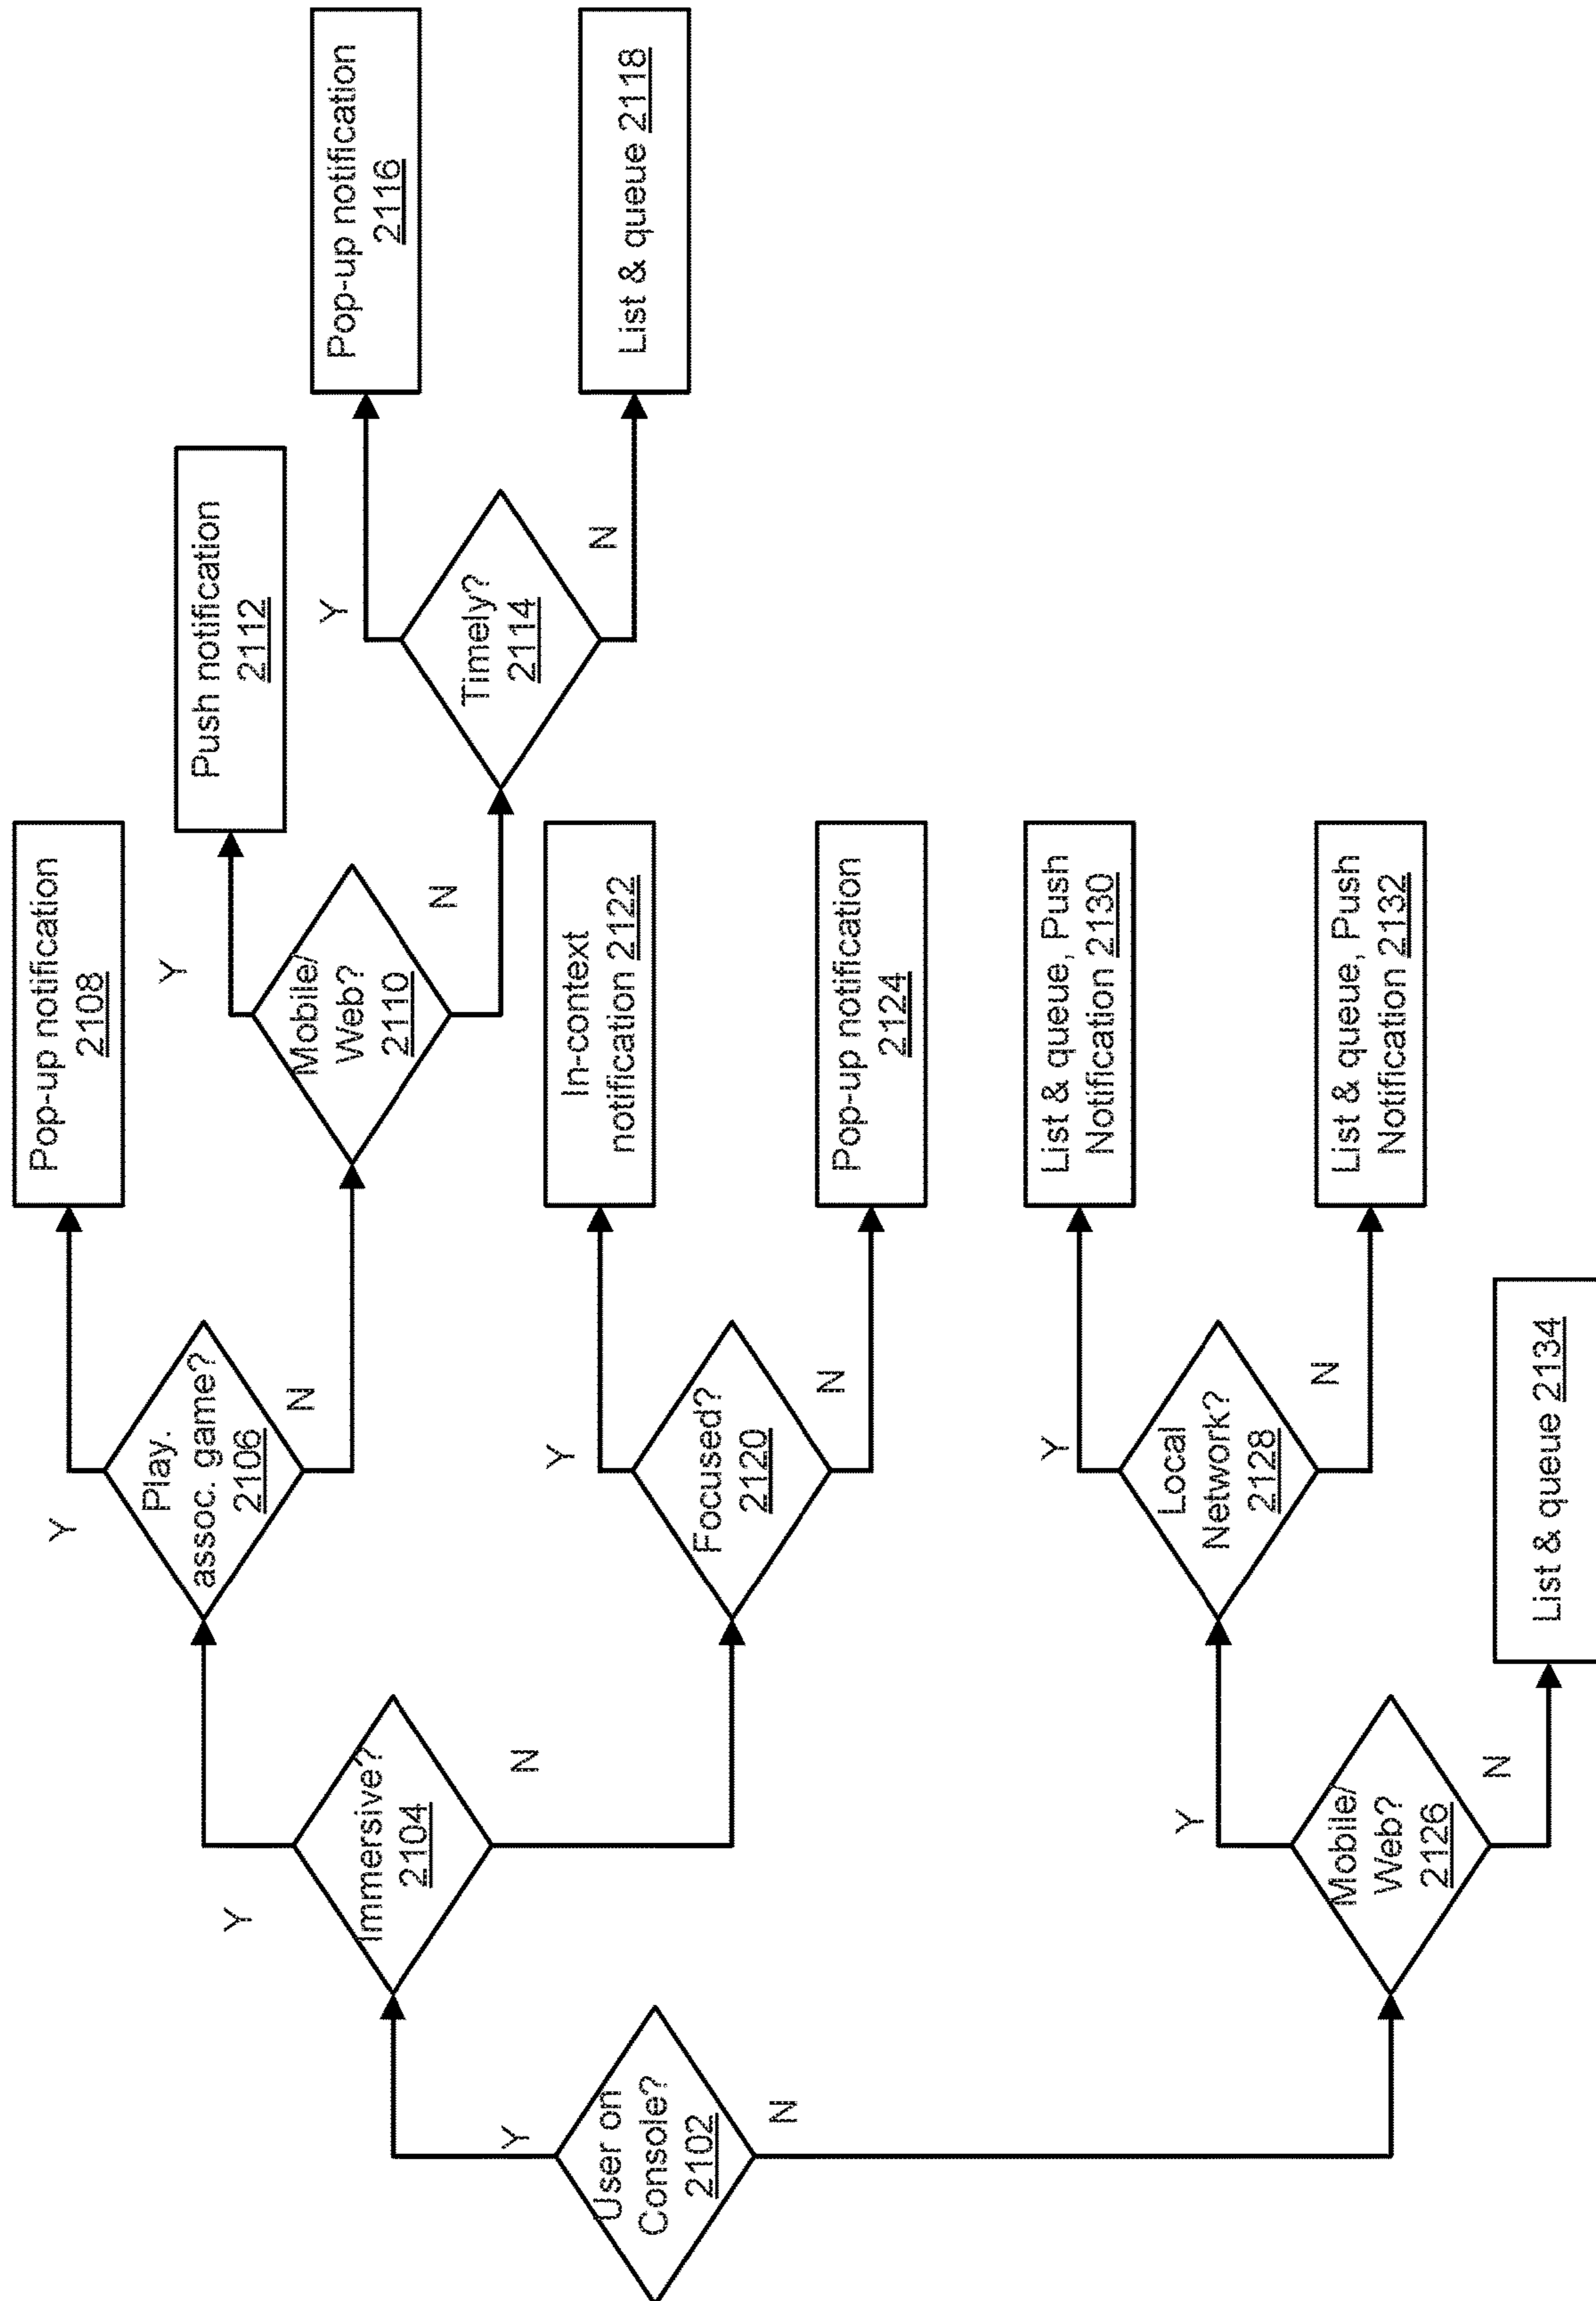 User on
Console?
2102
Y
N
Immersive?
2104
Y
N
Play.
assoc. game?
2106
Y
N
Pop-up notification
2108
Mobile/
Web?
2110
Y
N
Push notification
2112
Timely?
2114
Y
N
Pop-up notification
2116
List & queue 2118
Focused?
2120
Y
N
In-context
notification 2122
Pop-up notification
2124
Mobile/
Web?
2126
Y
N
Local
Network?
2128
Y
N
List & queue, Push
Notification 2130
List & queue, Push
Notification 2132
List & queue 2134